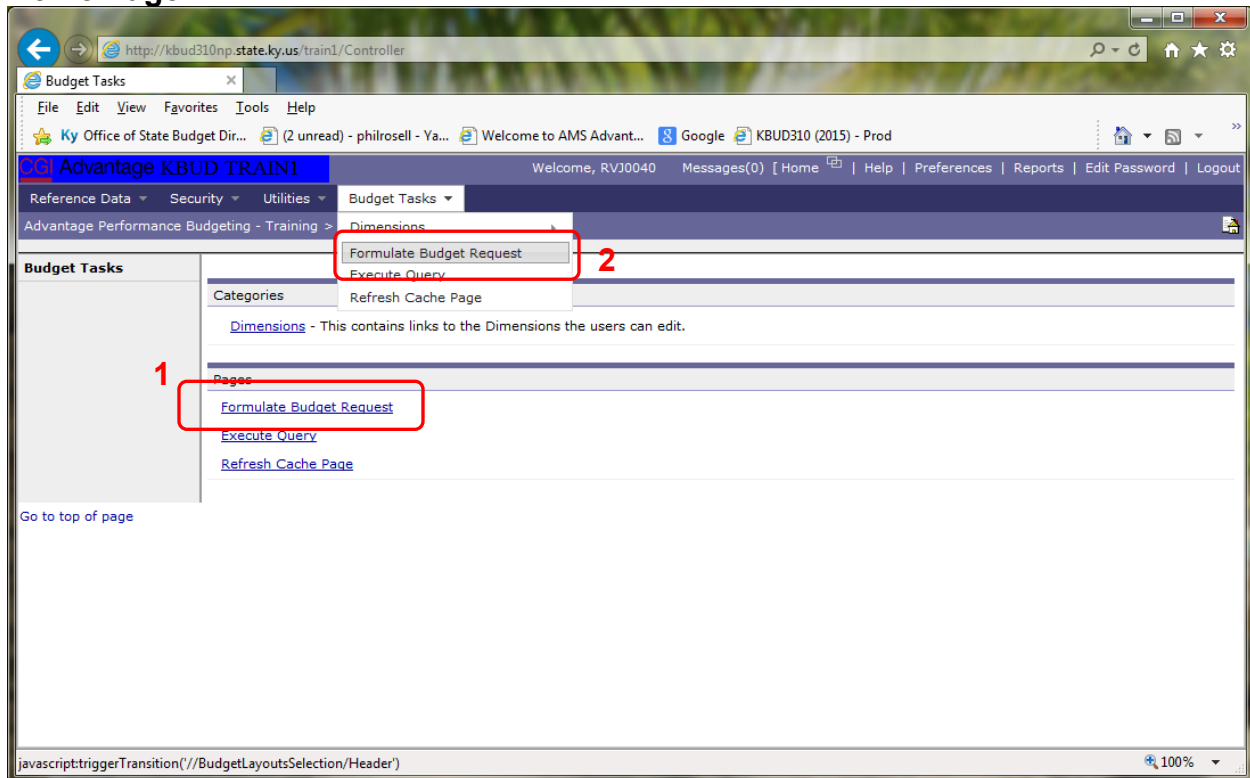 http://kbud310np.state.ky.us/train1/Controller
Budget Tasks
File Edit View Favorites Tools Help
Ky Office of State Budget Dir... (2 unread) - philrosell - Ya... Welcome to AMS Advant... Google KBUD310 (2015) - Prod
CGI Advantage KBUD TRAIN1 Welcome, RVJ0040 Messages(0) [ Home | Help | Preferences | Reports | Edit Password | Logout
Reference Data Security Utilities Budget Tasks
Advantage Performance Budgeting - Training > Dimensions
Formulate Budget Request 2
Budget Tasks
Execute Query
Categories Refresh Cache Page
Dimensions - This contains links to the Dimensions the users can edit.
1
Pages
Formulate Budget Request
Execute Query
Refresh Cache Page
Go to top of page
javascript:triggerTransition('//BudgetLayoutsSelection/Header') 100%